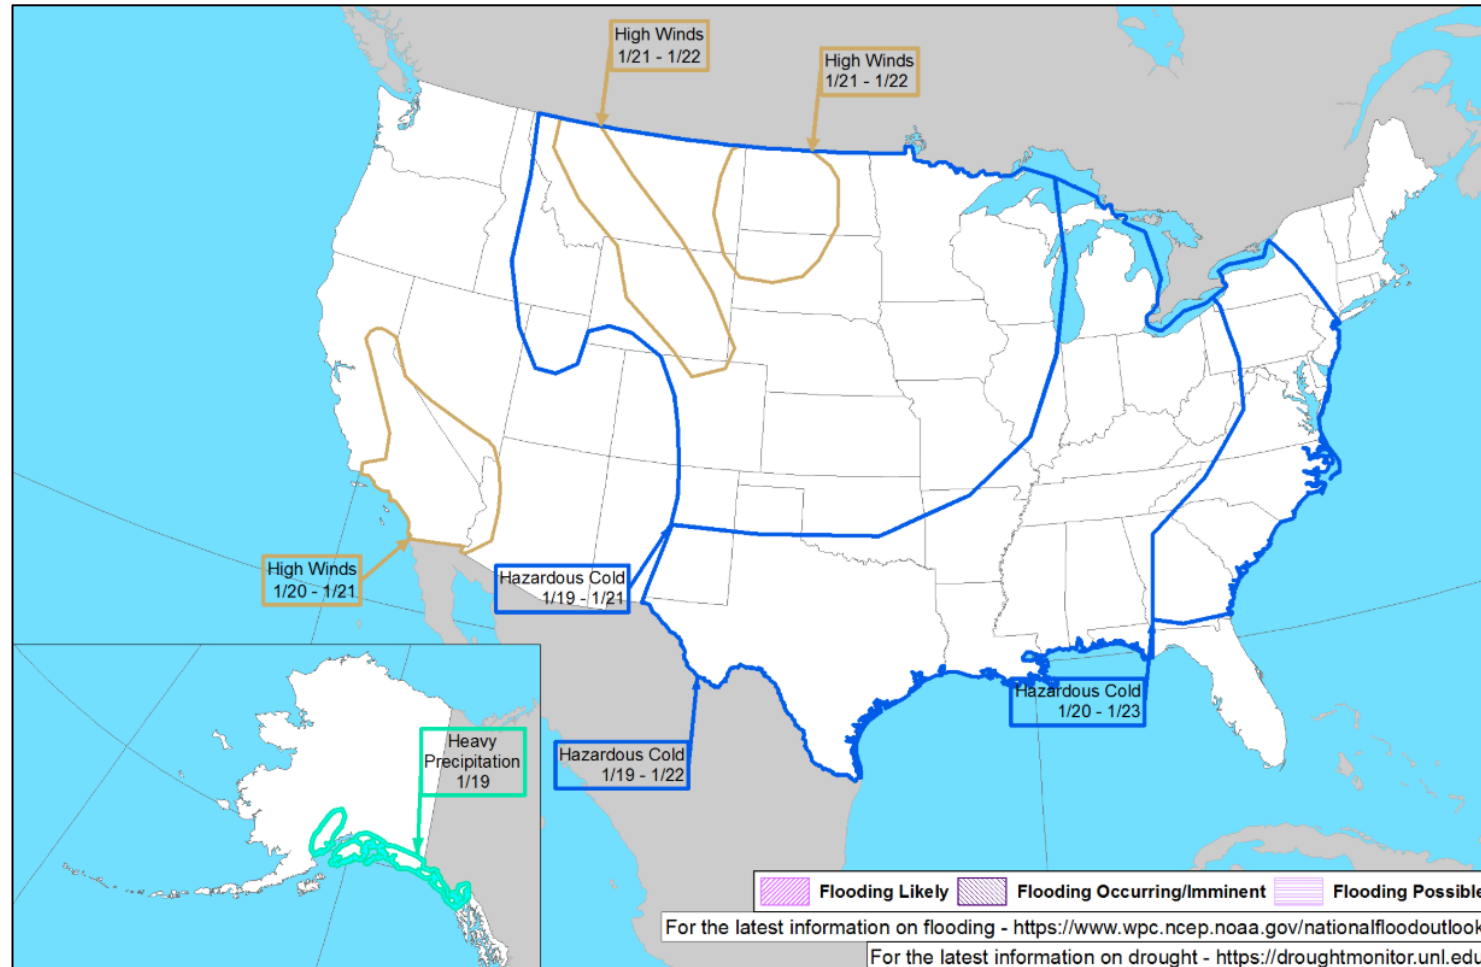 High Winds
1/21 - 1/22
High Winds
1/21 - 1/22
High Winds
1/20 - 1/21
Hazardous Cold
1/19 - 1/21
Hazardous Cold
1/20 - 1/23
Hazardous Cold
1/19 - 1/22
Heavy
Precipitation
1/19
Flooding Likely Flooding Occurring/Imminent Flooding Possible
For the latest information on flooding - https://www.wpc.ncep.noaa.gov/nationalfloodoutlook
For the latest information on drought - https://droughtmonitor.unl.edu